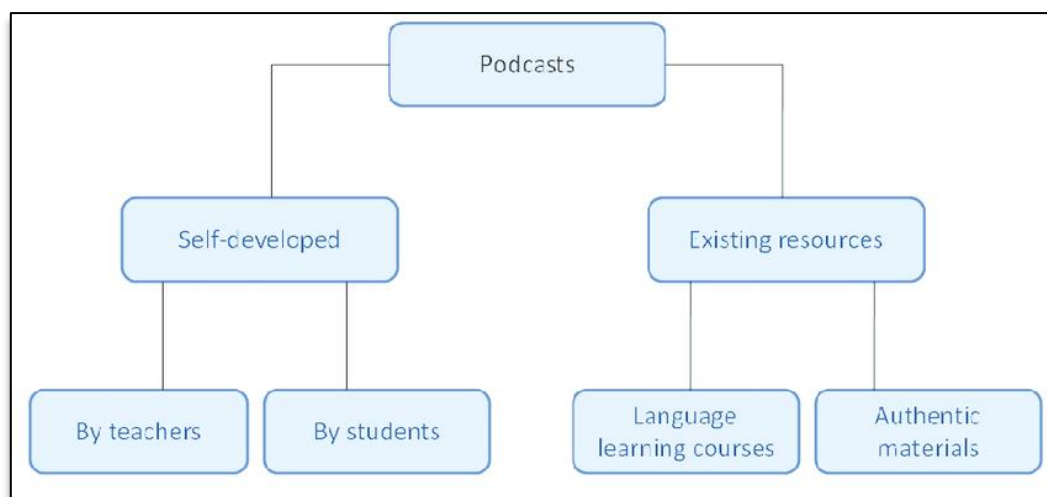 Podcasts
Self-developed
Existing resources
By teachers
By students
Language
learning courses
Authentic
materials